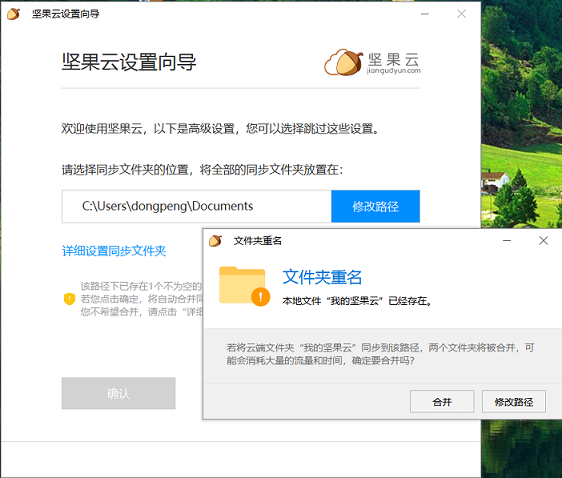 坚果云设置向导
坚果云设置向导
坚果云
jianguoyun.com
欢迎使用坚果云，以下是高级设置，您可以选择跳过这些设置。
请选择同步文件夹的位置，将全部的同步文件夹放置在：
C:\Users\dongpeng\Documents
修改路径
详细设置同步文件夹
该路径下已存在1个不为空的
若您点击确定，将自动合并同
您不希望合并，请点击“详细
确认
文件夹重名
文件夹重名
本地文件“我的坚果云”已经存在。
若将云端文件夹“我的坚果云”同步到该路径，两个文件夹将被合并，可
能会消耗大量的流量和时间，确定要合并吗？
合并
修改路径